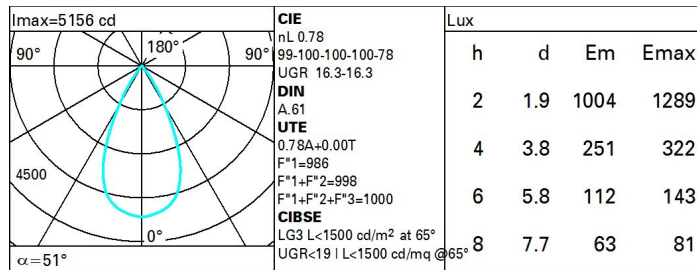 Imax=5156 cd
90° 180° 90°
4500
0°
α=51°
CIE
nL 0.78
99-100-100-100-78
UGR 16.3-16.3
DIN
A.61
UTE
0.78A+0.00T
F"1=986
F"1+F"2=998
F"1+F"2+F"3=1000
CIBSE
LG3 L<1500 cd/m² at 65°
UGR<19 | L<1500 cd/mq @65°
Lux
h d Em Emax
2 1.9 1004 1289
4 3.8 251 322
6 5.8 112 143
8 7.7 63 81